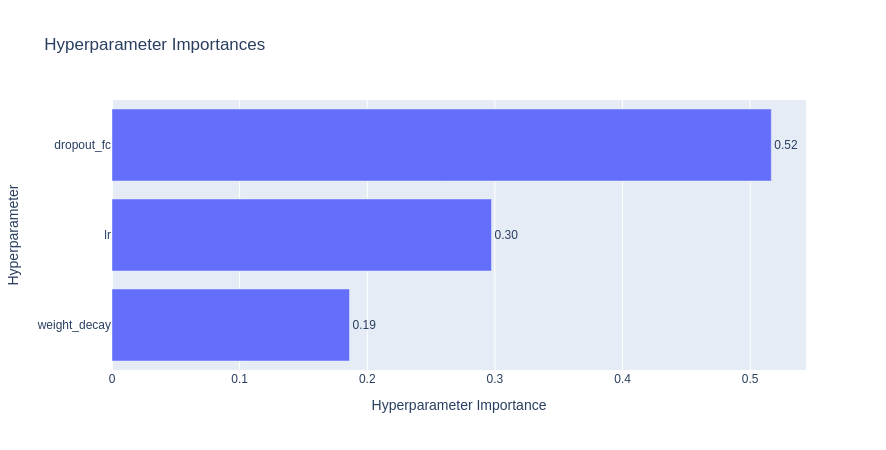 Hyperparameter Importances
Hyperparameter
dropout_fc
0.52
lr
0.30
weight_decay
0.19
0 0.1 0.2 0.3 0.4 0.5
Hyperparameter Importance